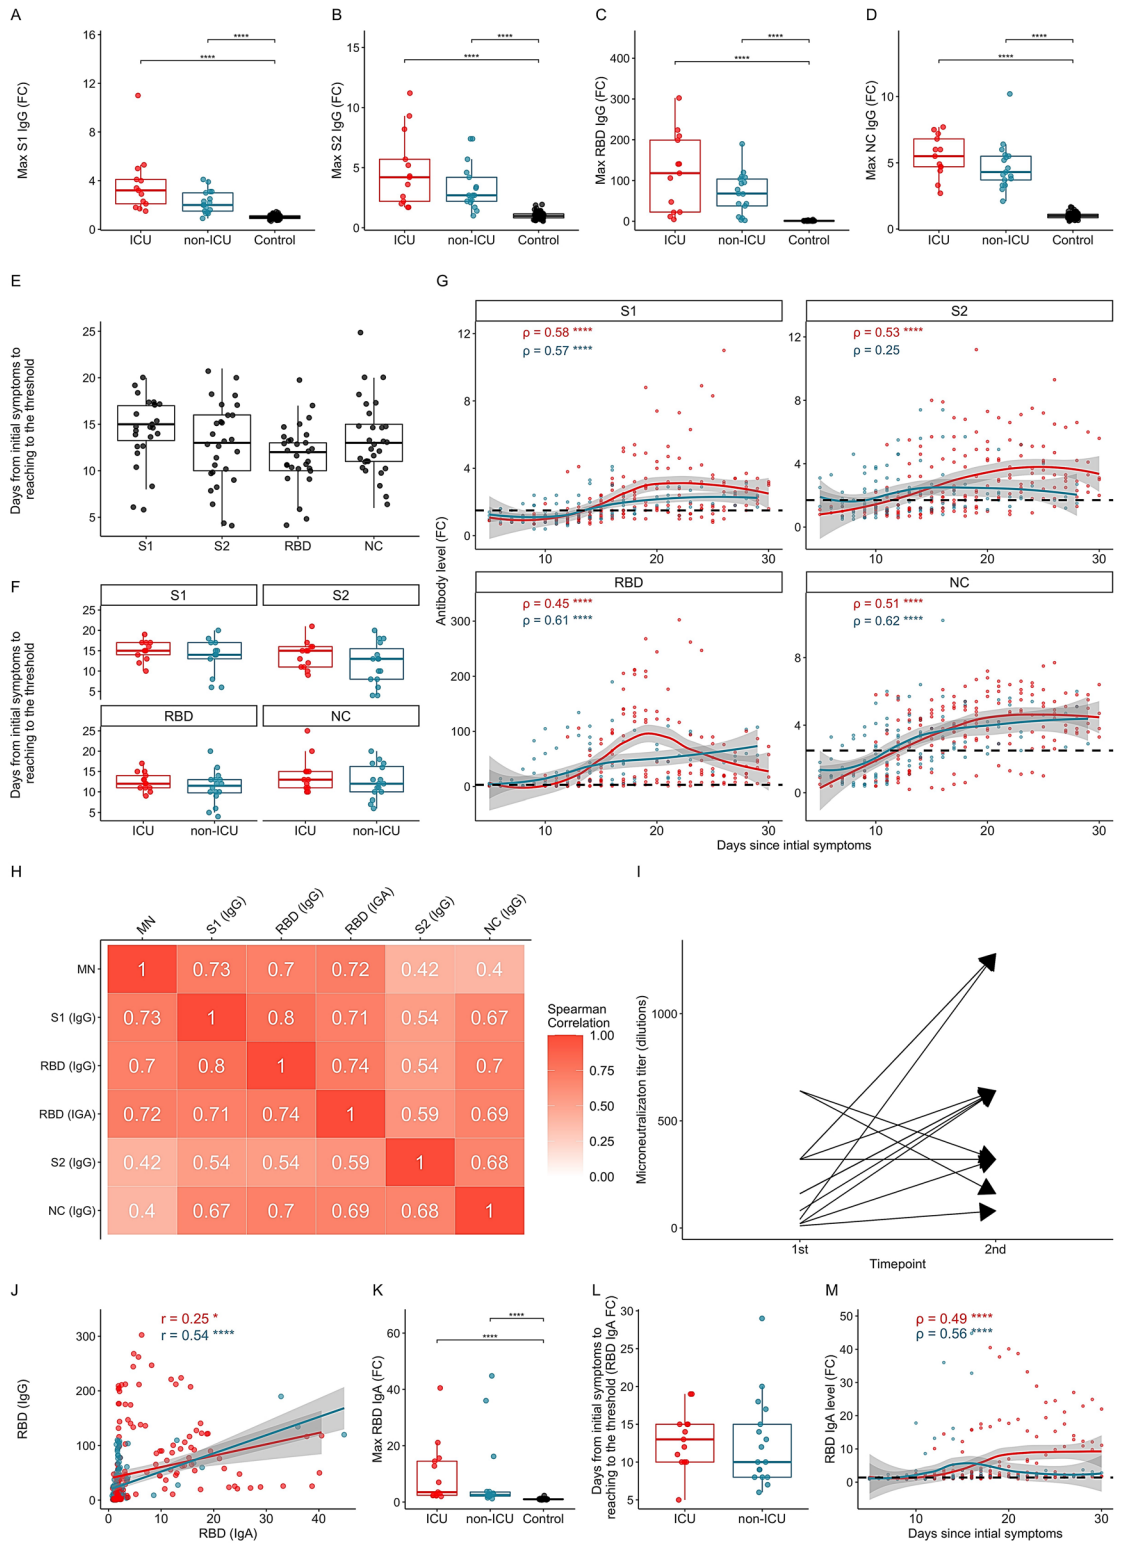 A
B
C
D
Max S1 IgG (FC)
16
12
8
4
0
****
****
ICU
non-ICU
Control
Max S2 IgG (FC)
15
10
5
0
****
****
ICU
non-ICU
Control
Max RBD IgG (FC)
400
300
200
100
0
****
****
ICU
non-ICU
Control
Max NC IgG (FC)
10
5
0
****
****
ICU
non-ICU
Control
E
Days from initial symptoms to
reaching to the threshold
25
20
15
10
5
S1
S2
RBD
NC
F
Days from initial symptoms to
reaching to the threshold
S1
S2
25
20
15
10
5
RBD
NC
25
20
15
10
5
ICU
non-ICU
ICU
non-ICU
G
Antibody level (FC)
S1
ρ = 0.58 ****
ρ = 0.57 ****
12
8
4
0
10
20
30
S2
ρ = 0.53 ****
ρ = 0.25
12
8
4
0
10
20
30
RBD
ρ = 0.45 ****
ρ = 0.61 ****
300
200
100
0
10
20
30
NC
ρ = 0.51 ****
ρ = 0.62 ****
8
4
0
10
20
30
Days since intial symptoms
H
MN
S1 (IgG)
RBD (IgG)
RBD (IGA)
S2 (IgG)
NC (IgG)
MN 1 0.73 0.7 0.72 0.42 0.4
S1 (IgG) 0.73 1 0.8 0.71 0.54 0.67
RBD (IgG) 0.7 0.8 1 0.74 0.54 0.7
RBD (IGA) 0.72 0.71 0.74 1 0.59 0.69
S2 (IgG) 0.42 0.54 0.54 0.59 1 0.68
NC (IgG) 0.4 0.67 0.7 0.69 0.68 1
Spearman
Correlation
1.00
0.75
0.50
0.25
0.00
I
Microneutralizaton titer (dilutions)
1000
500
0
1st
2nd
Timepoint
J
RBD (IgG)
r = 0.25 *
r = 0.54 ****
300
200
100
0
0
10
20
30
40
RBD (IgA)
K
Max RBD IgA (FC)
60
40
20
0
****
****
ICU
non-ICU
Control
L
Days from initial symptoms to
reaching to the threshold (RBD IgA FC)
30
25
20
15
10
5
ICU
non-ICU
M
RBD IgA level (FC)
ρ = 0.49 ****
ρ = 0.56 ****
50
40
30
20
10
0
10
20
30
Days since intial symptoms